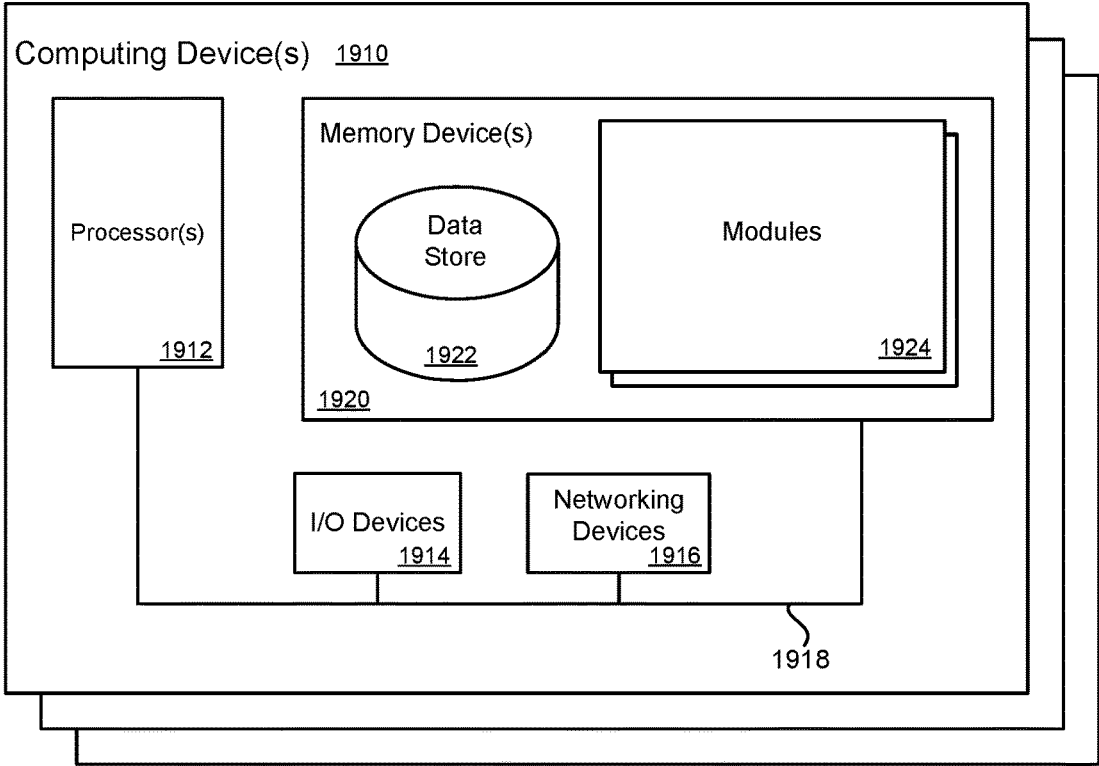 Computing Device(s) 1910
Processor(s)
1912
Memory Device(s)
Data
Store
1922
1920
Modules
1924
I/O Devices
1914
Networking
Devices
1916
1918